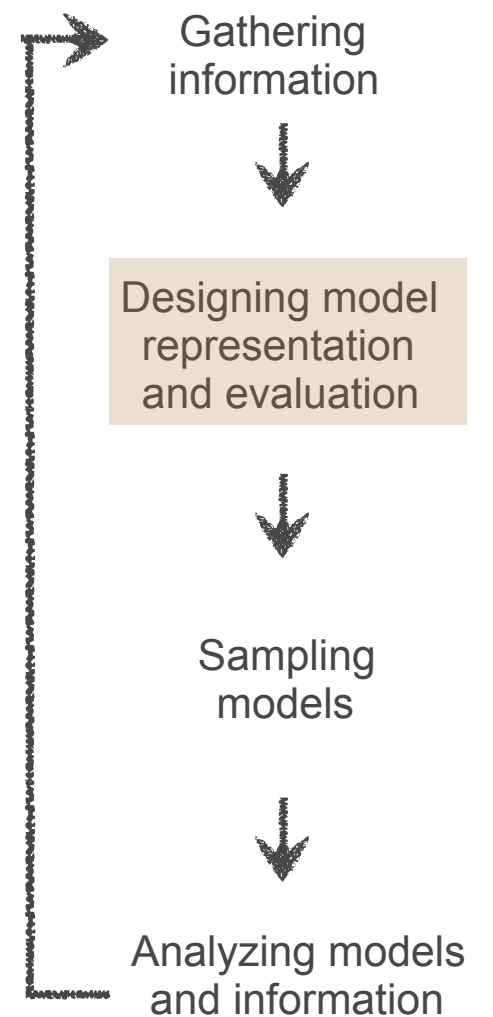 Gathering
information
Designing model
representation
and evaluation
Sampling
models
Analyzing models
and information